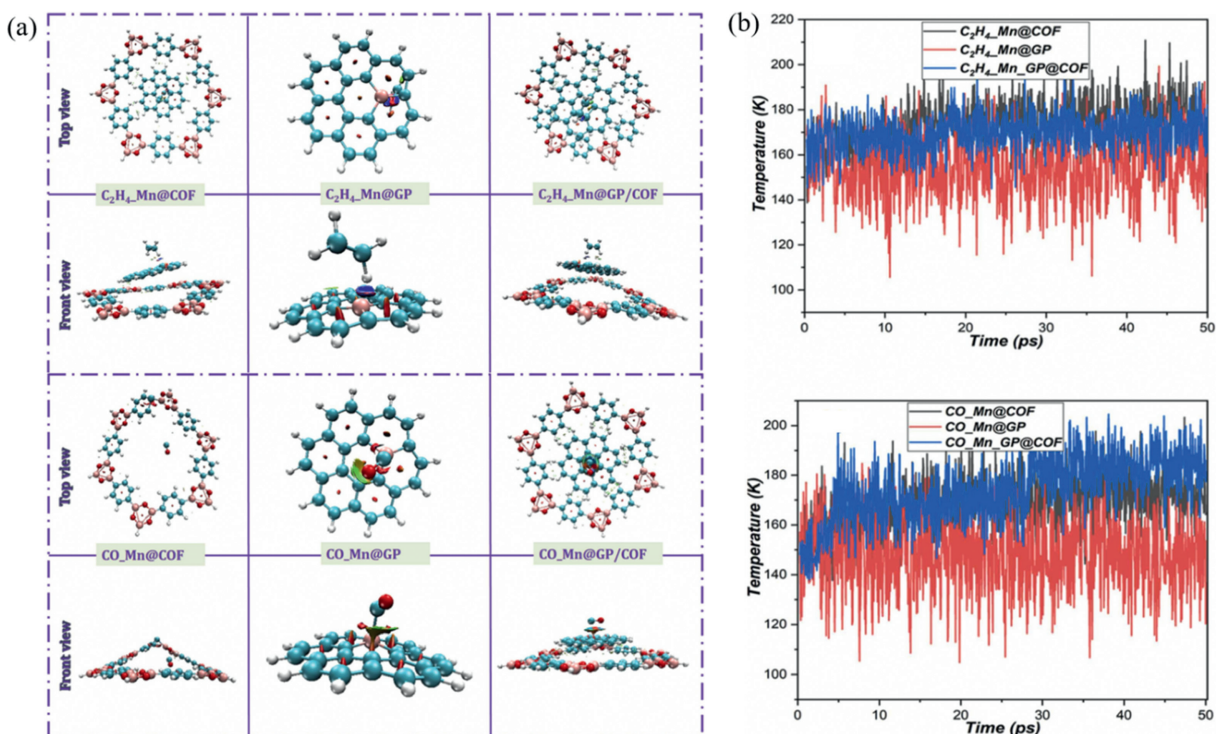 (a)
Top view
C₂H₄_Mn@COF
C₂H₄_Mn@GP
C₂H₄_Mn@GP/COF
Front view
Top view
CO_Mn@COF
CO_Mn@GP
CO_Mn@GP/COF
Front view
(b)
C₂H₄_Mn@COF
C₂H₄_Mn@GP
C₂H₄_Mn_GP@COF
Temperature (K)
220
200
180
160
140
120
100
0
10
20
30
40
50
Time (ps)
CO_Mn@COF
CO_Mn@GP
CO_Mn_GP@COF
Temperature (K)
200
180
160
140
120
100
0
10
20
30
40
50
Time (ps)